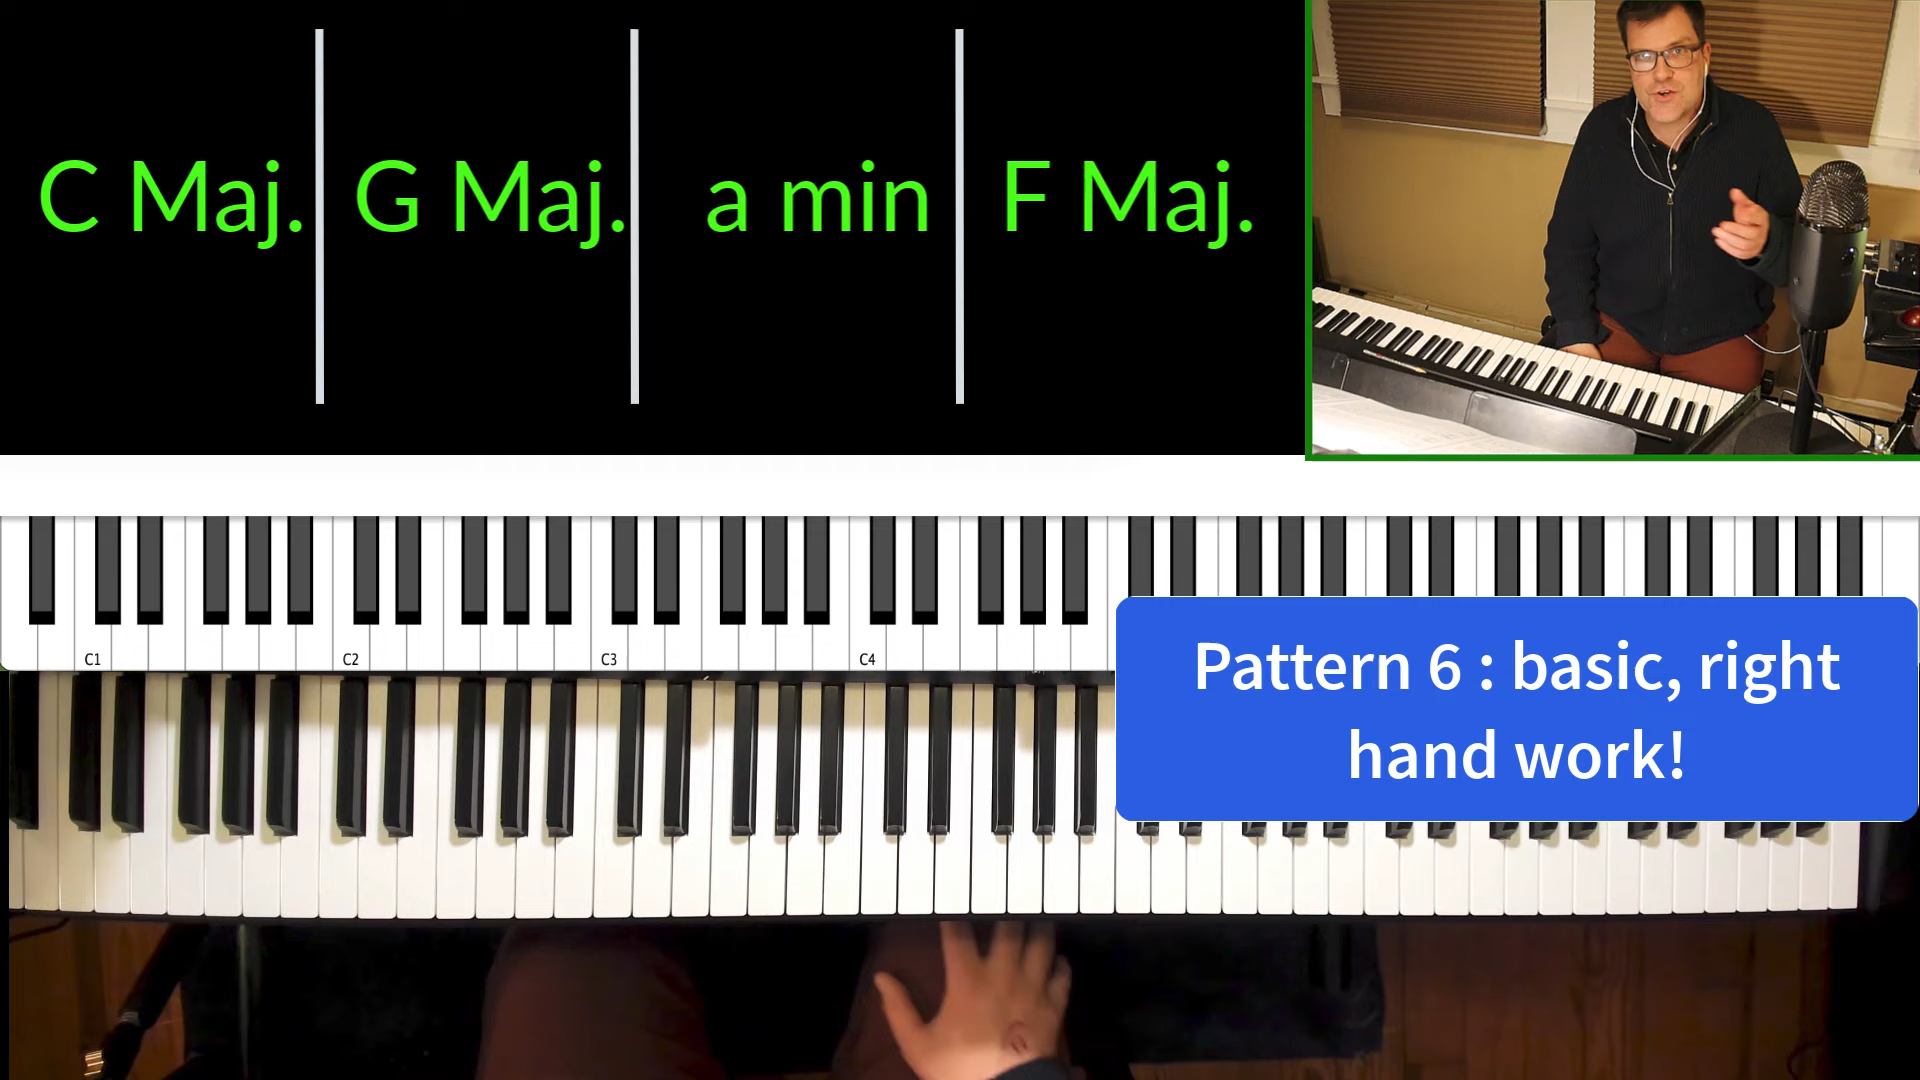 C Maj. G Maj. a min F Maj.
C1 C2 C3 C4
Pattern 6 : basic, right
hand work!